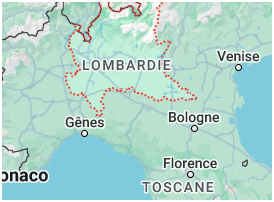 Venise
LOMBARDIE
Gênes
Bologne
Florence
onaco
TOSCANE